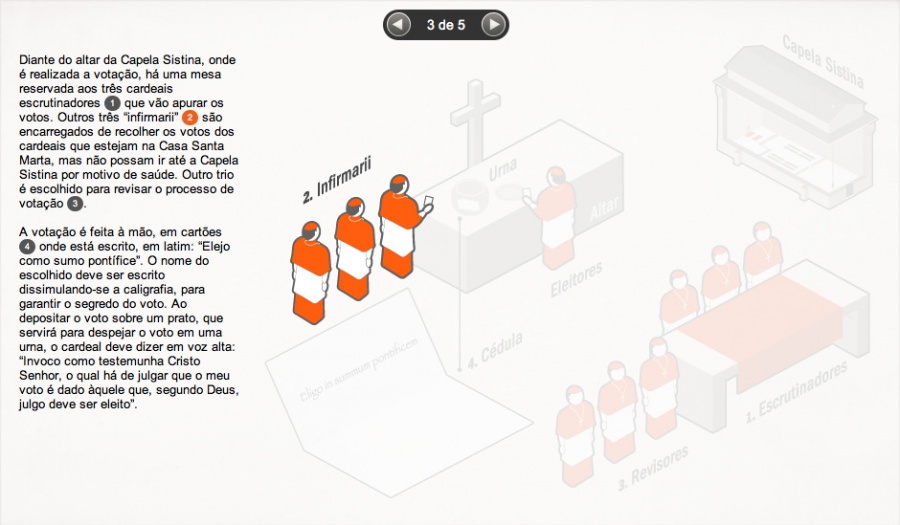 3 de 5
Diante do altar da Capela Sistina, onde
é realizada a votação, há uma mesa
reservada aos três cardeais
escrutinadores 1 que vão apurar os
votos. Outros três “infirmarii” 2 são
encarregados de recolher os votos dos
cardeais que estejam na Casa Santa
Marta, mas não possam ir até a Capela
Sistina por motivo de saúde. Outro trio
é escolhido para revisar o processo de
votação 3.
A votação é feita à mão, em cartões
4 onde está escrito, em latim: “Elejo
como sumo pontífice”. O nome do
escolhido deve ser escrito
dissimulando-se a caligrafia, para
garantir o segredo do voto. Ao
depositar o voto sobre um prato, que
servirá para despejar o voto em uma
urna, o cardeal deve dizer em voz alta:
“Invoco como testemunha Cristo
Senhor, o qual há de julgar que o meu
voto é dado àquele que, segundo Deus,
julgo deve ser eleito”.
Capela Sistina
Urna
2. Infirmarii
Altar
Eleitores
4. Cédula
Eligo in summum pontificem
1. Escrutinadores
3. Revisores